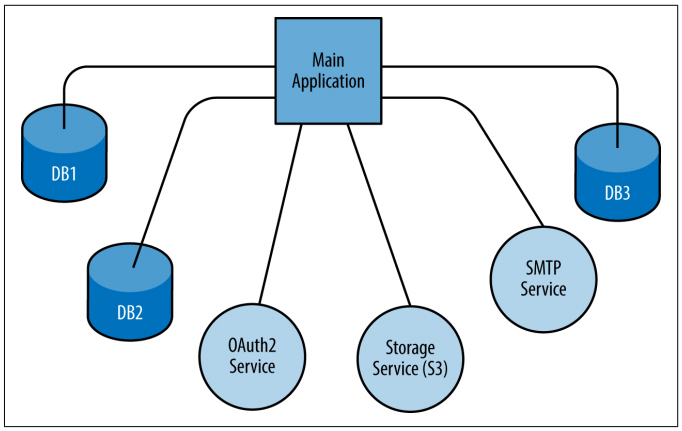 Main
Application
DB1
DB2
OAuth2
Service
Storage
Service (S3)
SMTP
Service
DB3